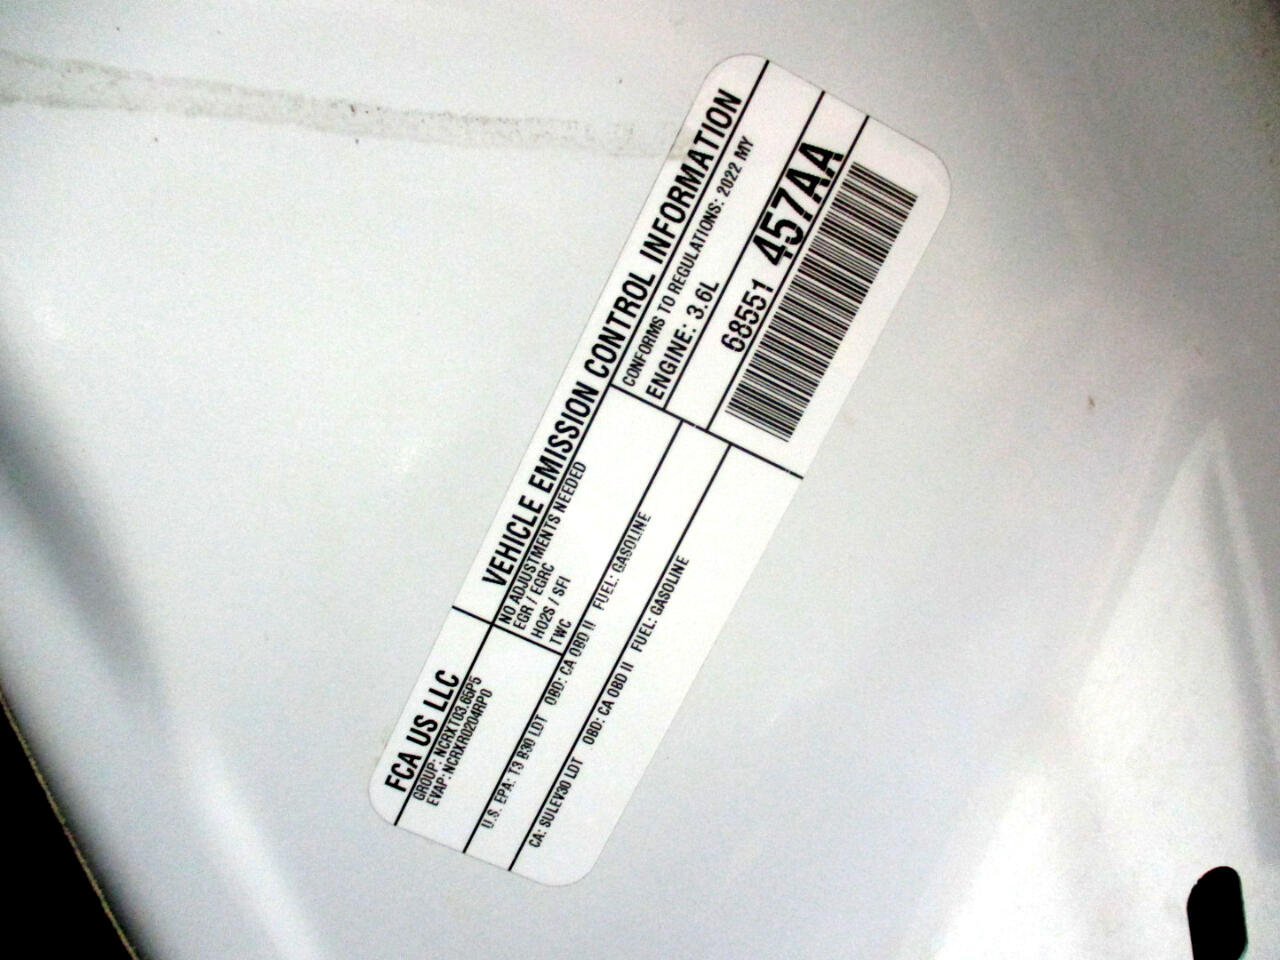 FCA US LLC
VEHICLE EMISSION CONTROL INFORMATION
GROUP: NCRXT03.65P5
EVAP: NCRXR0204RP0
NO ADJUSTMENTS NEEDED
EGR / EGRC
HO2S / SFI
TWC
CONFORMS TO REGULATIONS: 2022 MY
ENGINE: 3.6L
U.S. EPA: T3 B30 LDT OBD: CA OBD II FUEL: GASOLINE
CA: SULEV30 LDT OBD: CA OBD II FUEL: GASOLINE
68551 457AA